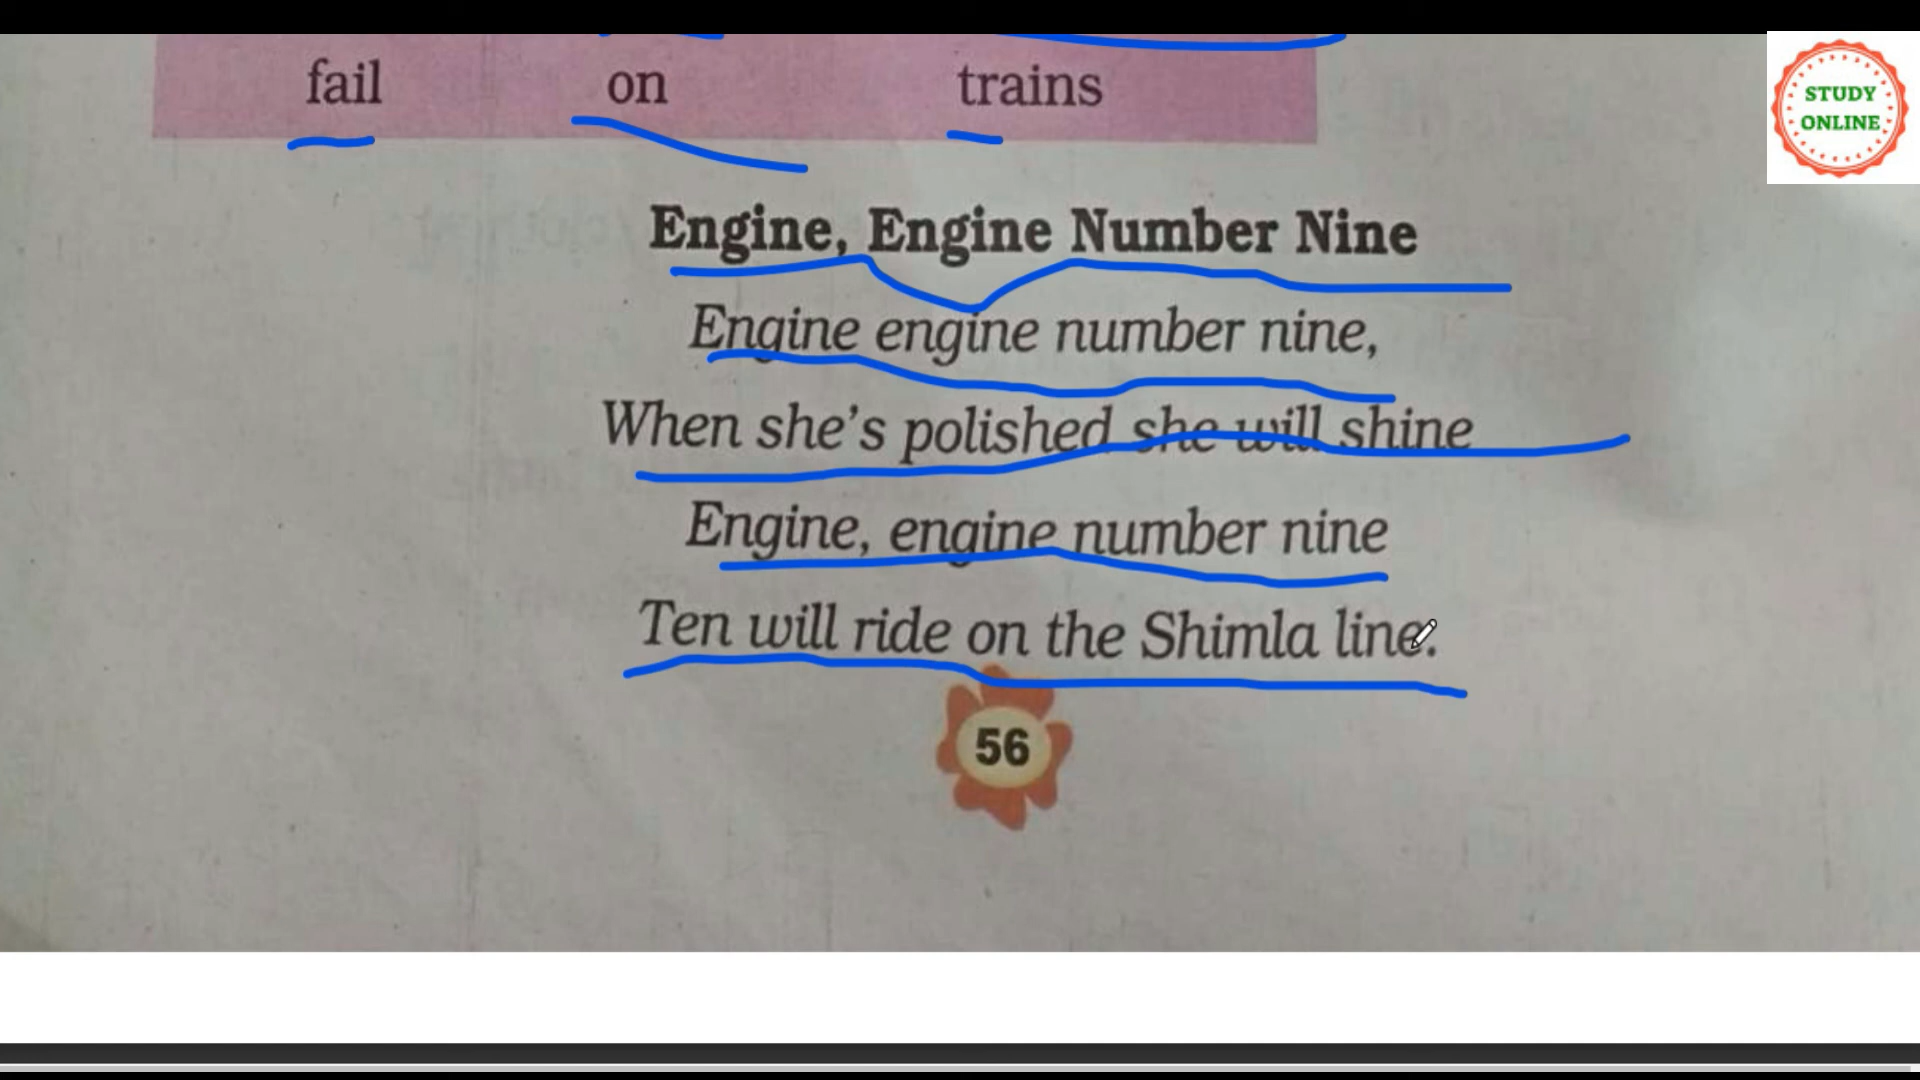 STUDY
ONLINE
fail on trains
Engine, Engine Number Nine
Engine engine number nine,
When she's polished she will shine
Engine, engine number nine
Ten will ride on the Shimla line.
56